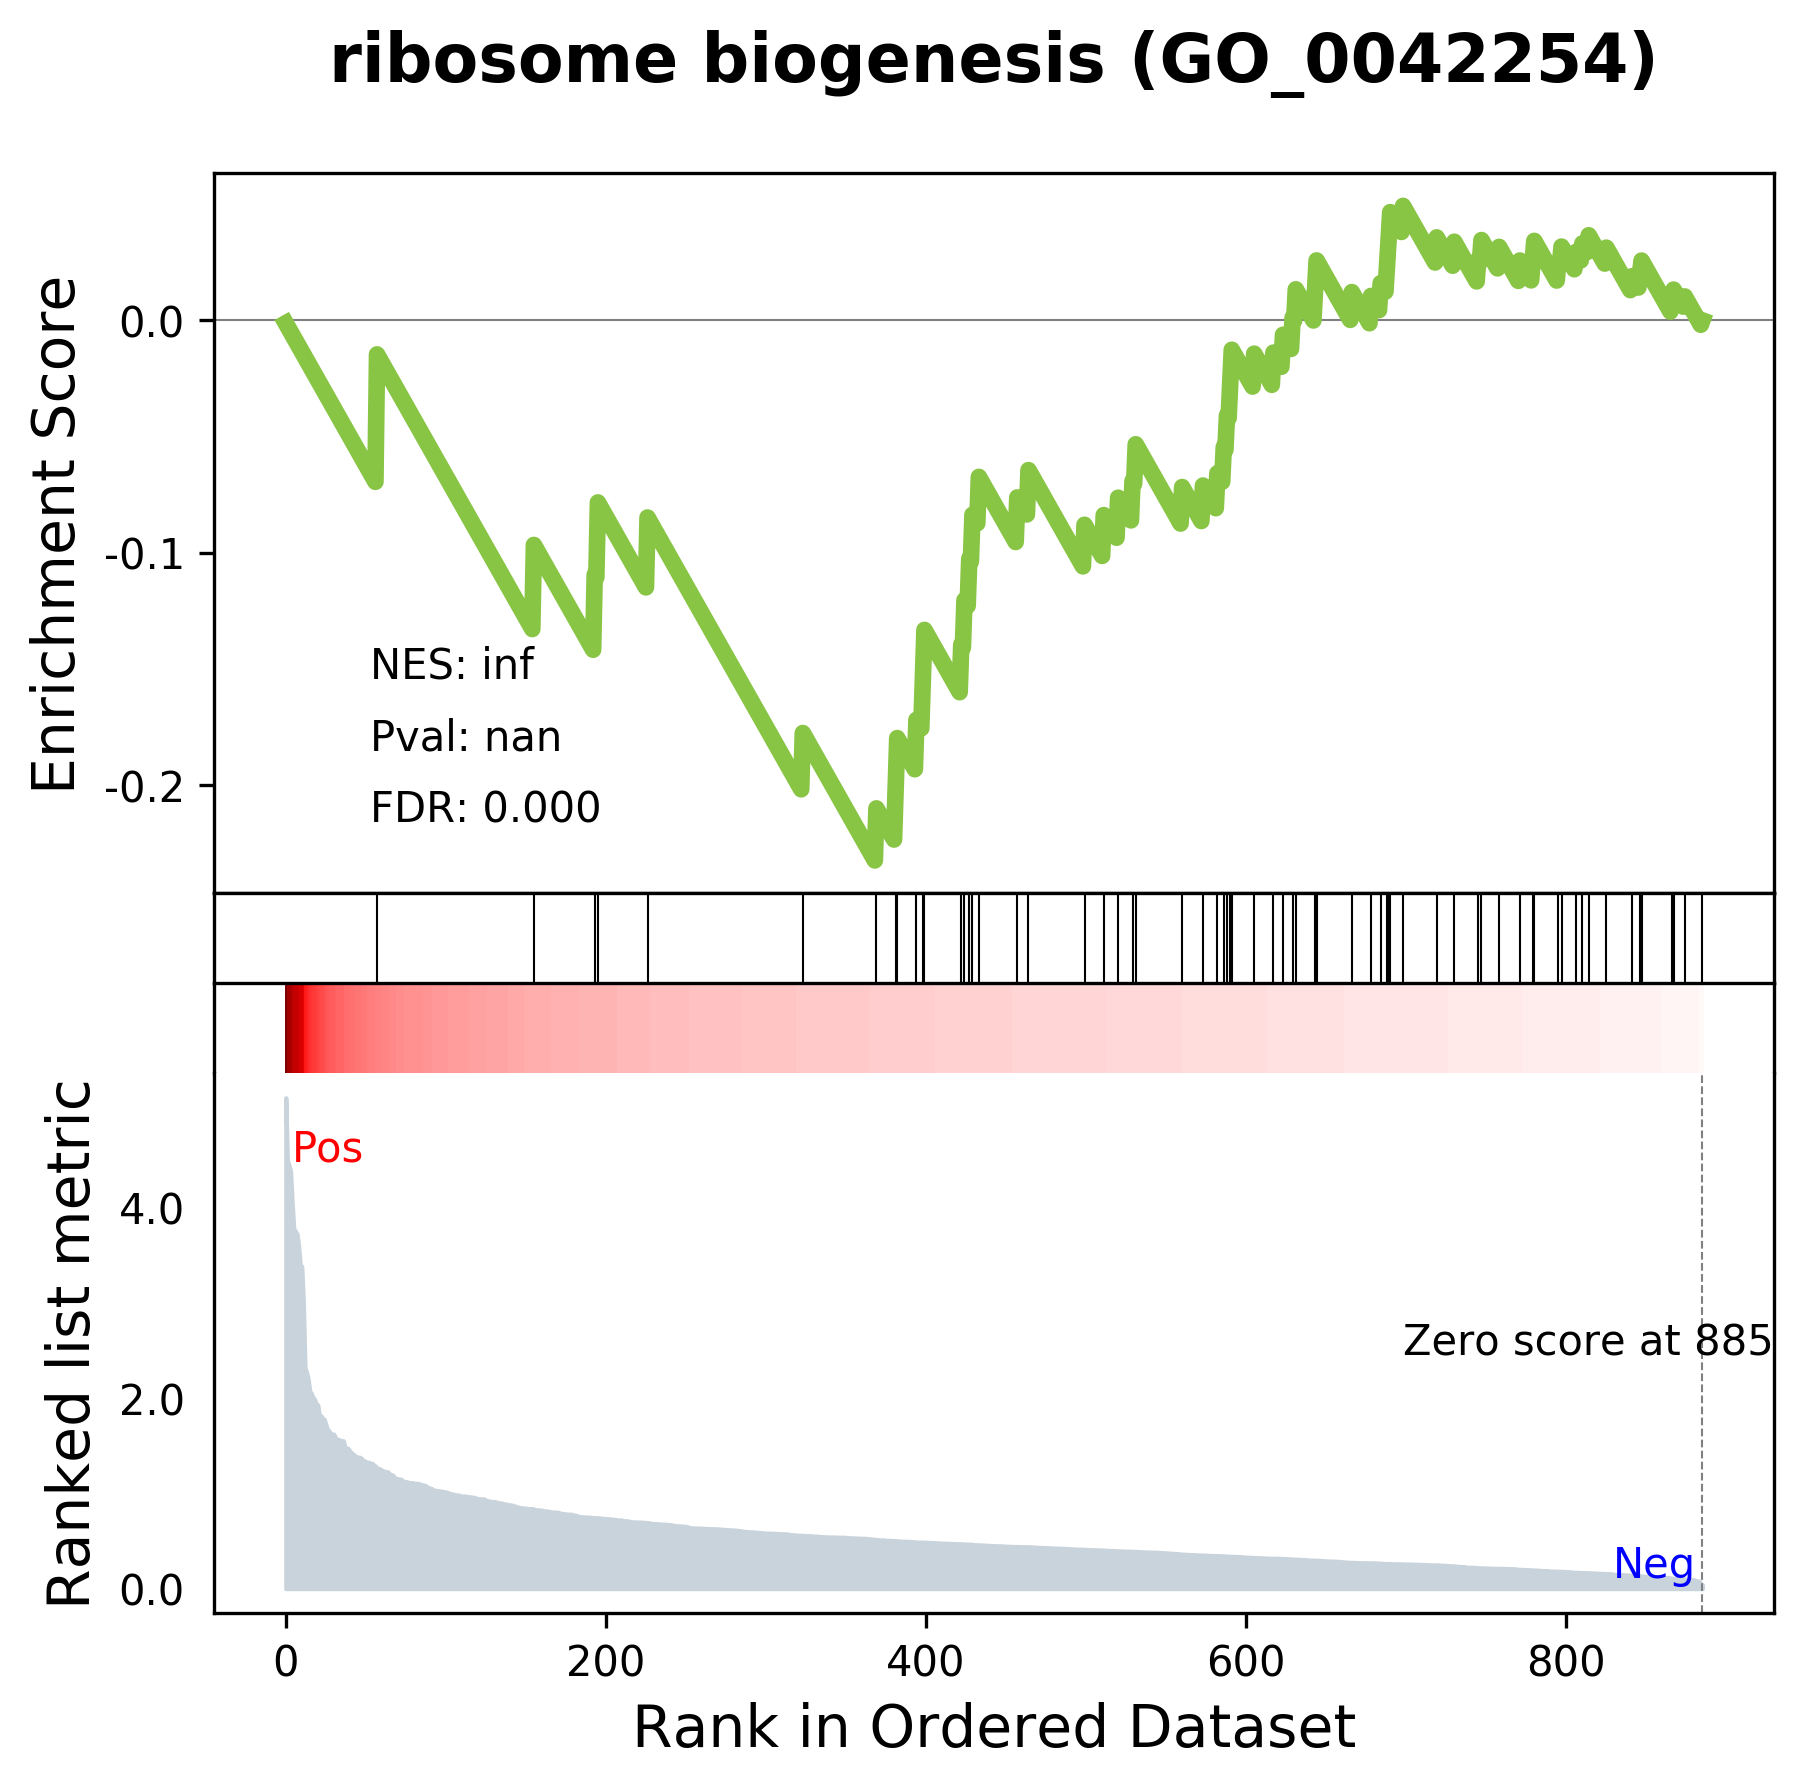 ribosome biogenesis (GO_0042254)
Enrichment Score
0.0
-0.1
-0.2
NES: inf
Pval: nan
FDR: 0.000
Ranked list metric
4.0
2.0
0.0
Pos
Zero score at 885
Neg
0 200 400 600 800
Rank in Ordered Dataset